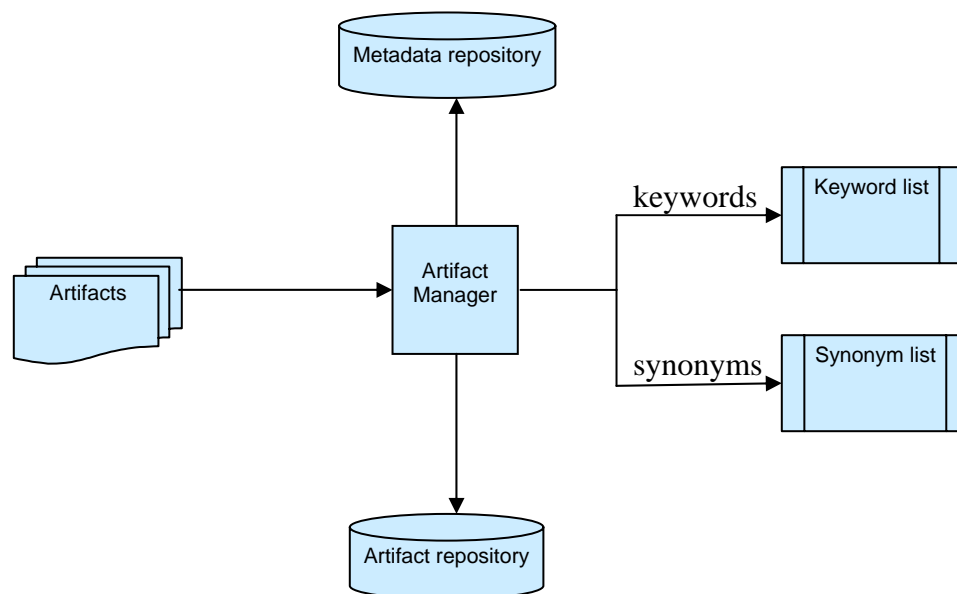 Metadata repository
keywords
Keyword list
Artifacts
Artifact
Manager
synonyms
Synonym list
Artifact repository